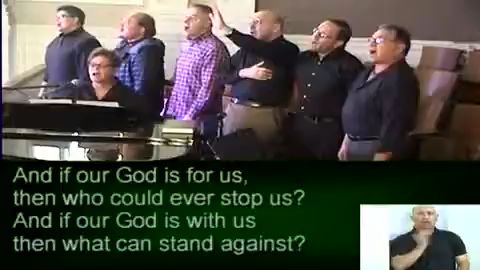 And if our God is for us,
then who could ever stop us?
And if our God is with us
then what can stand against?